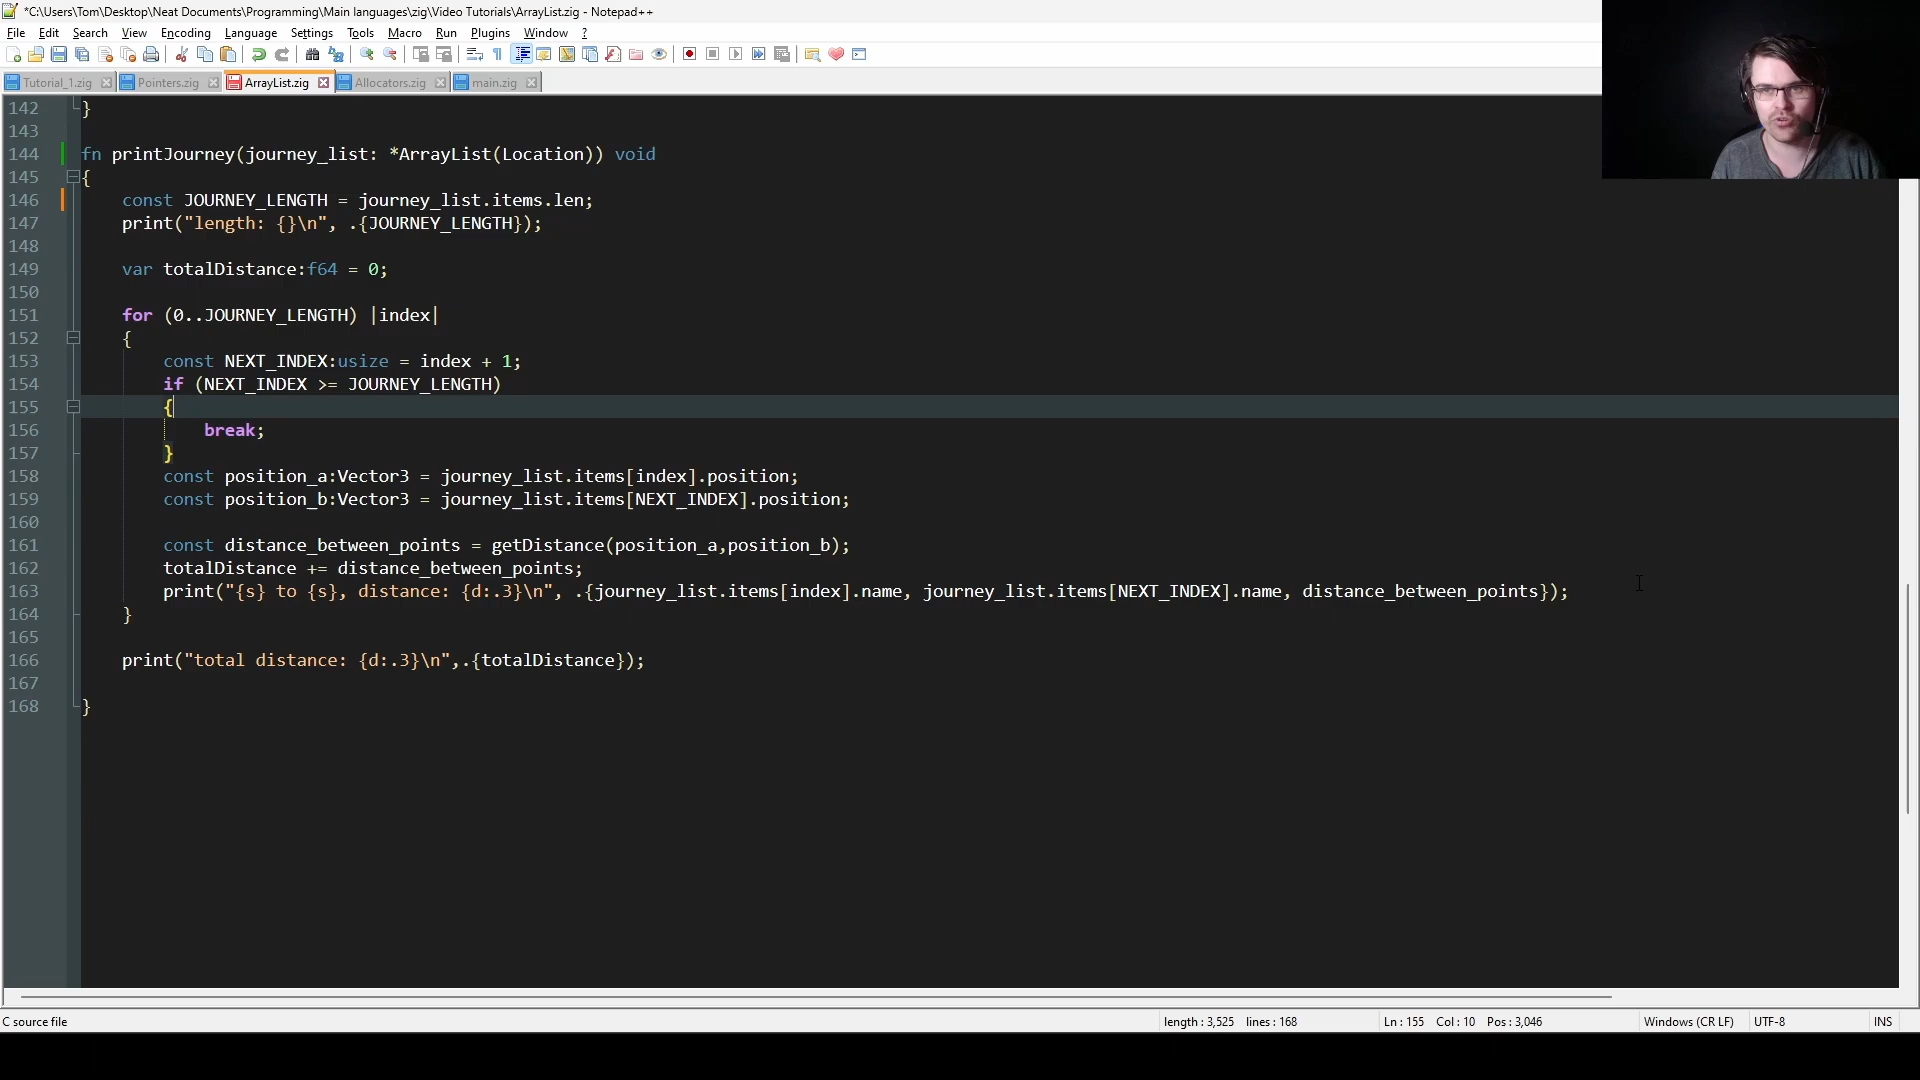 *C:\Users\Tom\Desktop\Neat Documents\Programming\Main languages\zig\Video Tutorials\ArrayList.zig - Notepad++
File Edit Search View Encoding Language Settings Tools Macro Run Plugins Window ?
Tutorial_1.zig Pointers.zig ArrayList.zig Allocators.zig main.zig
142 }
143
144 fn printJourney(journey_list: *ArrayList(Location)) void
145 {
146     const JOURNEY_LENGTH = journey_list.items.len;
147     print("length: {}\n", .{JOURNEY_LENGTH});
148
149     var totalDistance:f64 = 0;
150
151     for (0..JOURNEY_LENGTH) |index|
152     {
153         const NEXT_INDEX:usize = index + 1;
154         if (NEXT_INDEX >= JOURNEY_LENGTH)
155         {
156             break;
157         }
158         const position_a:Vector3 = journey_list.items[index].position;
159         const position_b:Vector3 = journey_list.items[NEXT_INDEX].position;
160
161         const distance_between_points = getDistance(position_a,position_b);
162         totalDistance += distance_between_points;
163         print("{s} to {s}, distance: {d:.3}\n", .{journey_list.items[index].name, journey_list.items[NEXT_INDEX].name, distance_between_points});
164     }
165
166     print("total distance: {d:.3}\n",.{totalDistance});
167
168 }
C source file length : 3,525 lines : 168 Ln : 155 Col : 10 Pos : 3,046 Windows (CR LF) UTF-8 INS